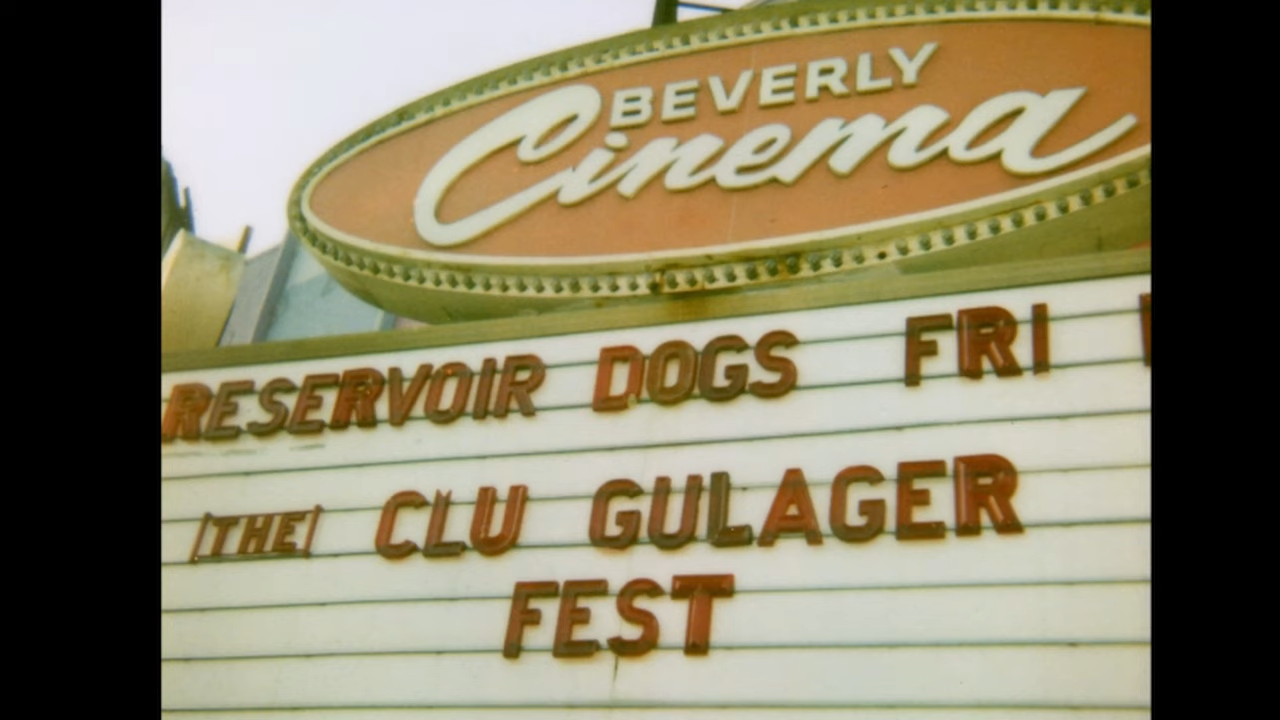 BEVERLY
Cinema
RESERVOIR DOGS FRI
THE CLU GULAGER
FEST